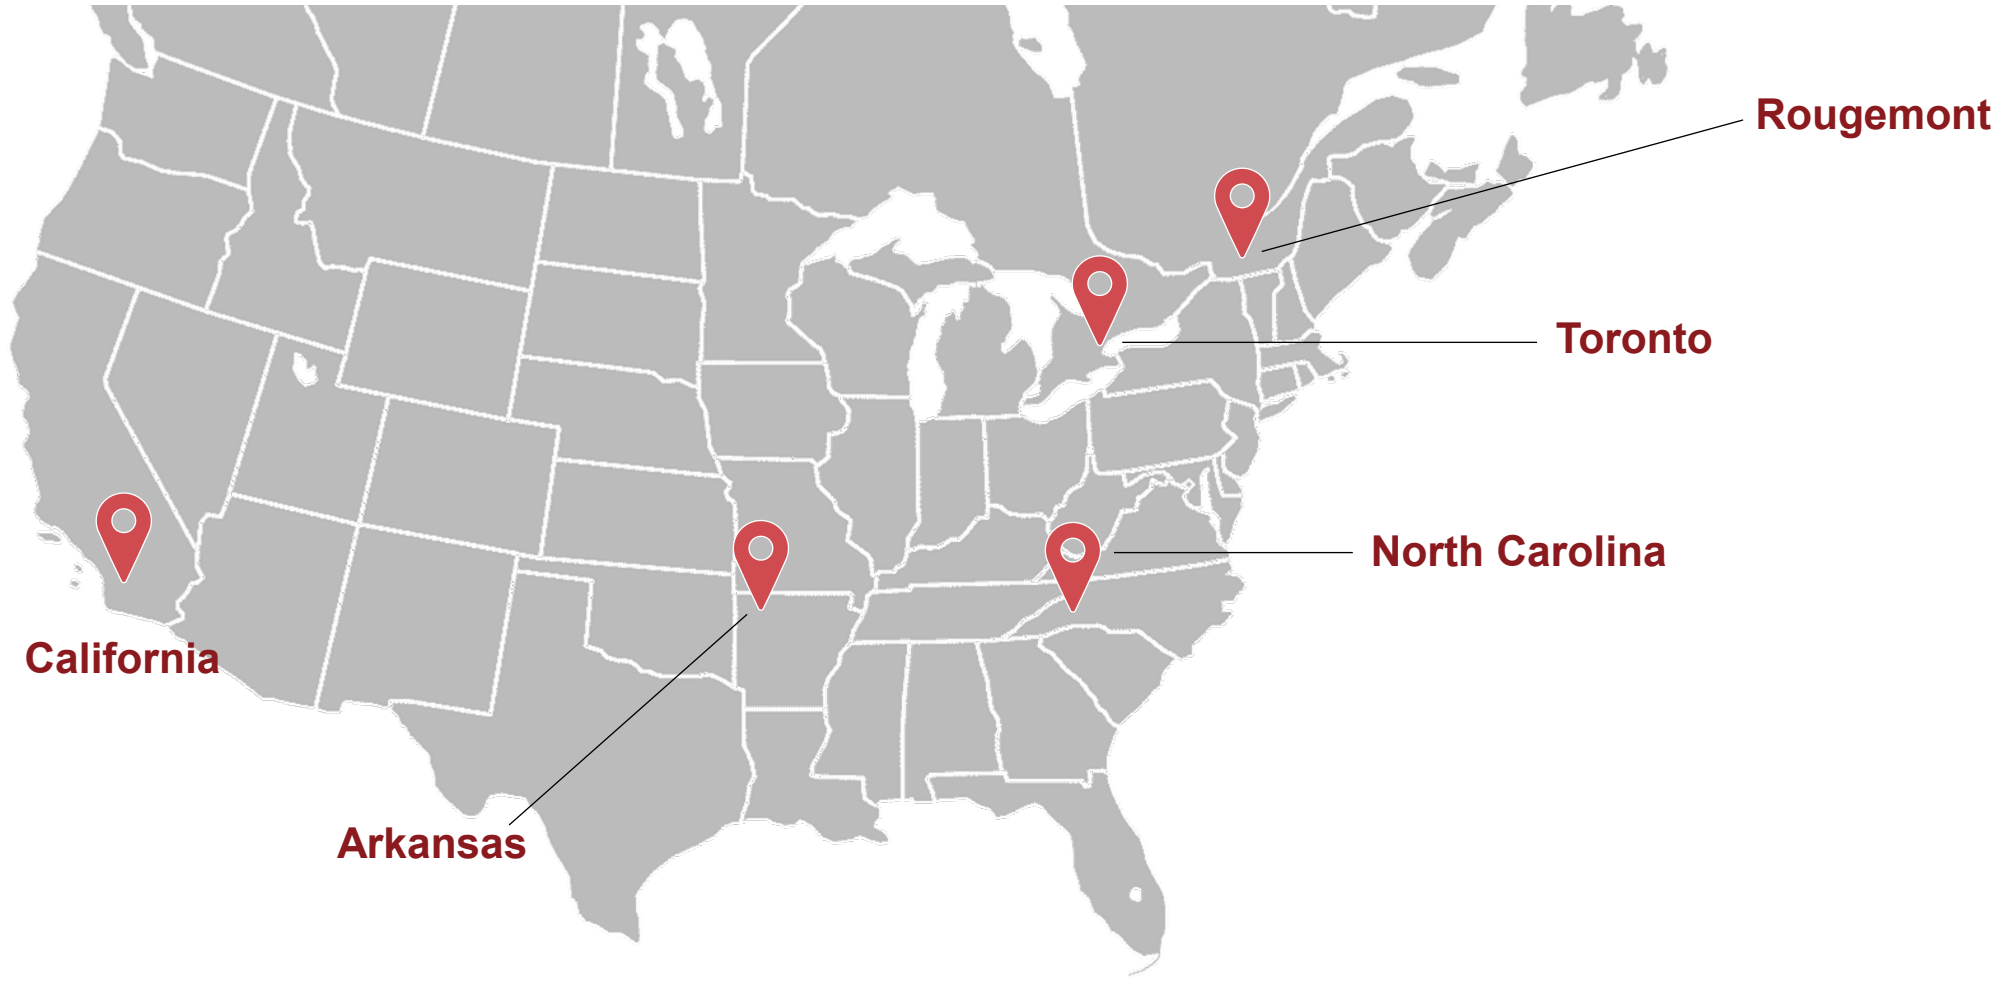 Rougemont
Toronto
North Carolina
California
Arkansas